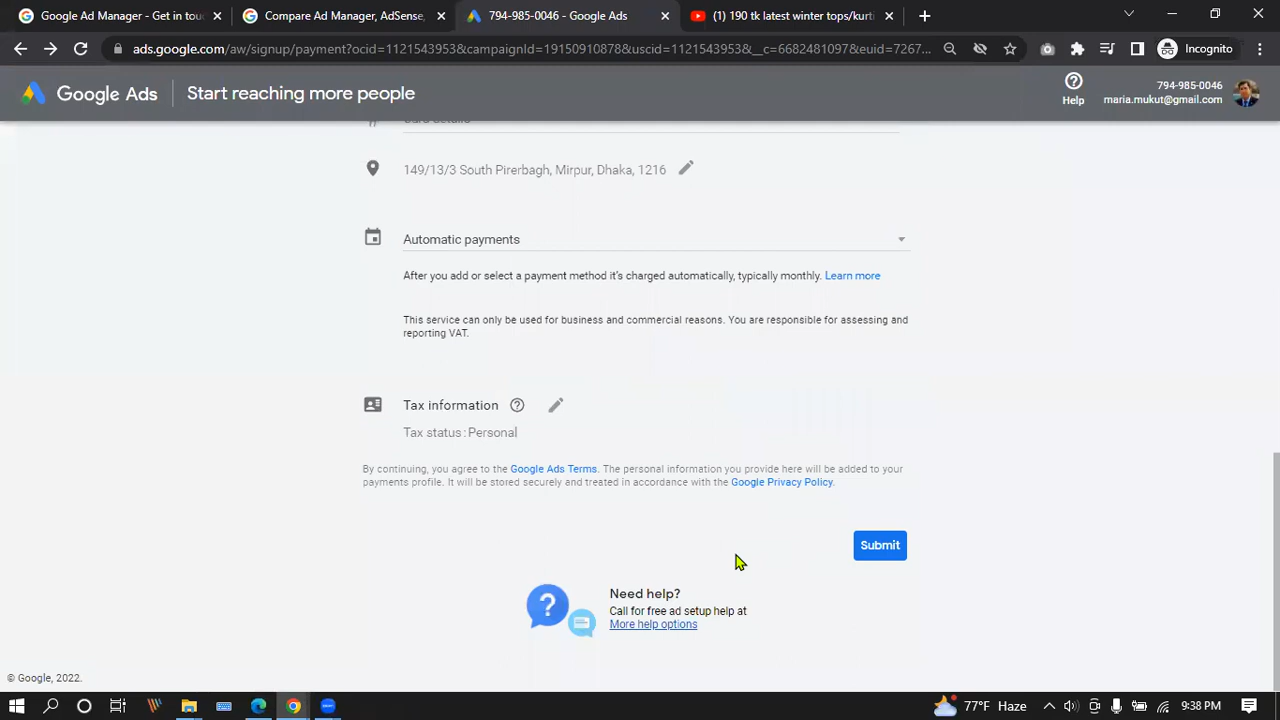 Google Ad Manager - Get in touc
Compare Ad Manager, AdSense,
794-985-0046 - Google Ads
(1) 190 tk latest winter tops/kurti
ads.google.com/aw/signup/payment?ocid=1121543953&campaignId=19150910878&uscid=1121543953&__c=6682481097&euid=7267...
Incognito
Google Ads
Start reaching more people
Help
794-985-0046
maria.mukut@gmail.com
149/13/3 South Pirerbagh, Mirpur, Dhaka, 1216
Automatic payments
After you add or select a payment method it's charged automatically, typically monthly. Learn more
This service can only be used for business and commercial reasons. You are responsible for assessing and
reporting VAT.
Tax information
Tax status: Personal
By continuing, you agree to the Google Ads Terms. The personal information you provide here will be added to your
payments profile. It will be stored securely and treated in accordance with the Google Privacy Policy.
Submit
Need help?
Call for free ad setup help at
More help options
© Google, 2022.
77°F Haze
9:38 PM